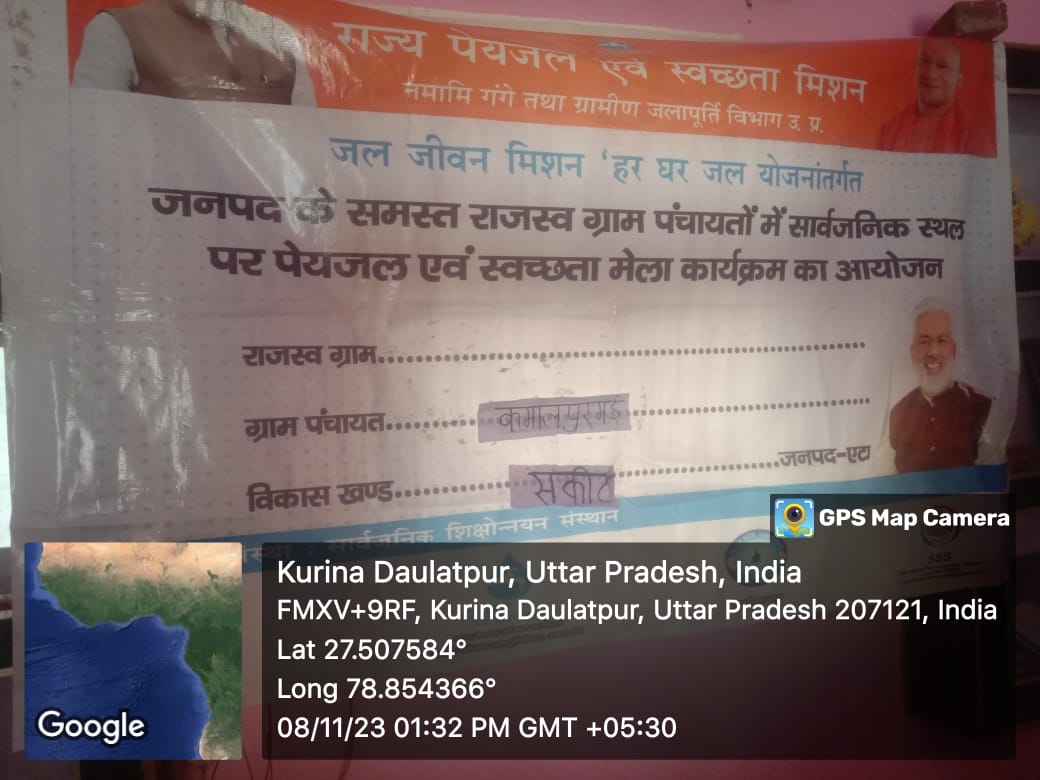 राज्य पेयजल एवं स्वच्छता मिशन
नमामि गंगे तथा ग्रामीण जलापूर्ति विभाग उ. प्र.
जल जीवन मिशन 'हर घर जल योजनांतर्गत
जनपद के समस्त राजस्व ग्राम पंचायतों में सार्वजनिक स्थल
पर पेयजल एवं स्वच्छता मेला कार्यक्रम का आयोजन
राजस्व ग्राम....................................................................
ग्राम पंचायत..............कमालपुरमई..................................
विकास खण्ड..............सकीट.........................जनपद-एटा
सार्वजनिक शिक्षोन्नयन संस्थान
SSS
GPS Map Camera
Kurina Daulatpur, Uttar Pradesh, India
FMXV+9RF, Kurina Daulatpur, Uttar Pradesh 207121, India
Lat 27.507584°
Long 78.854366°
08/11/23 01:32 PM GMT +05:30
Google